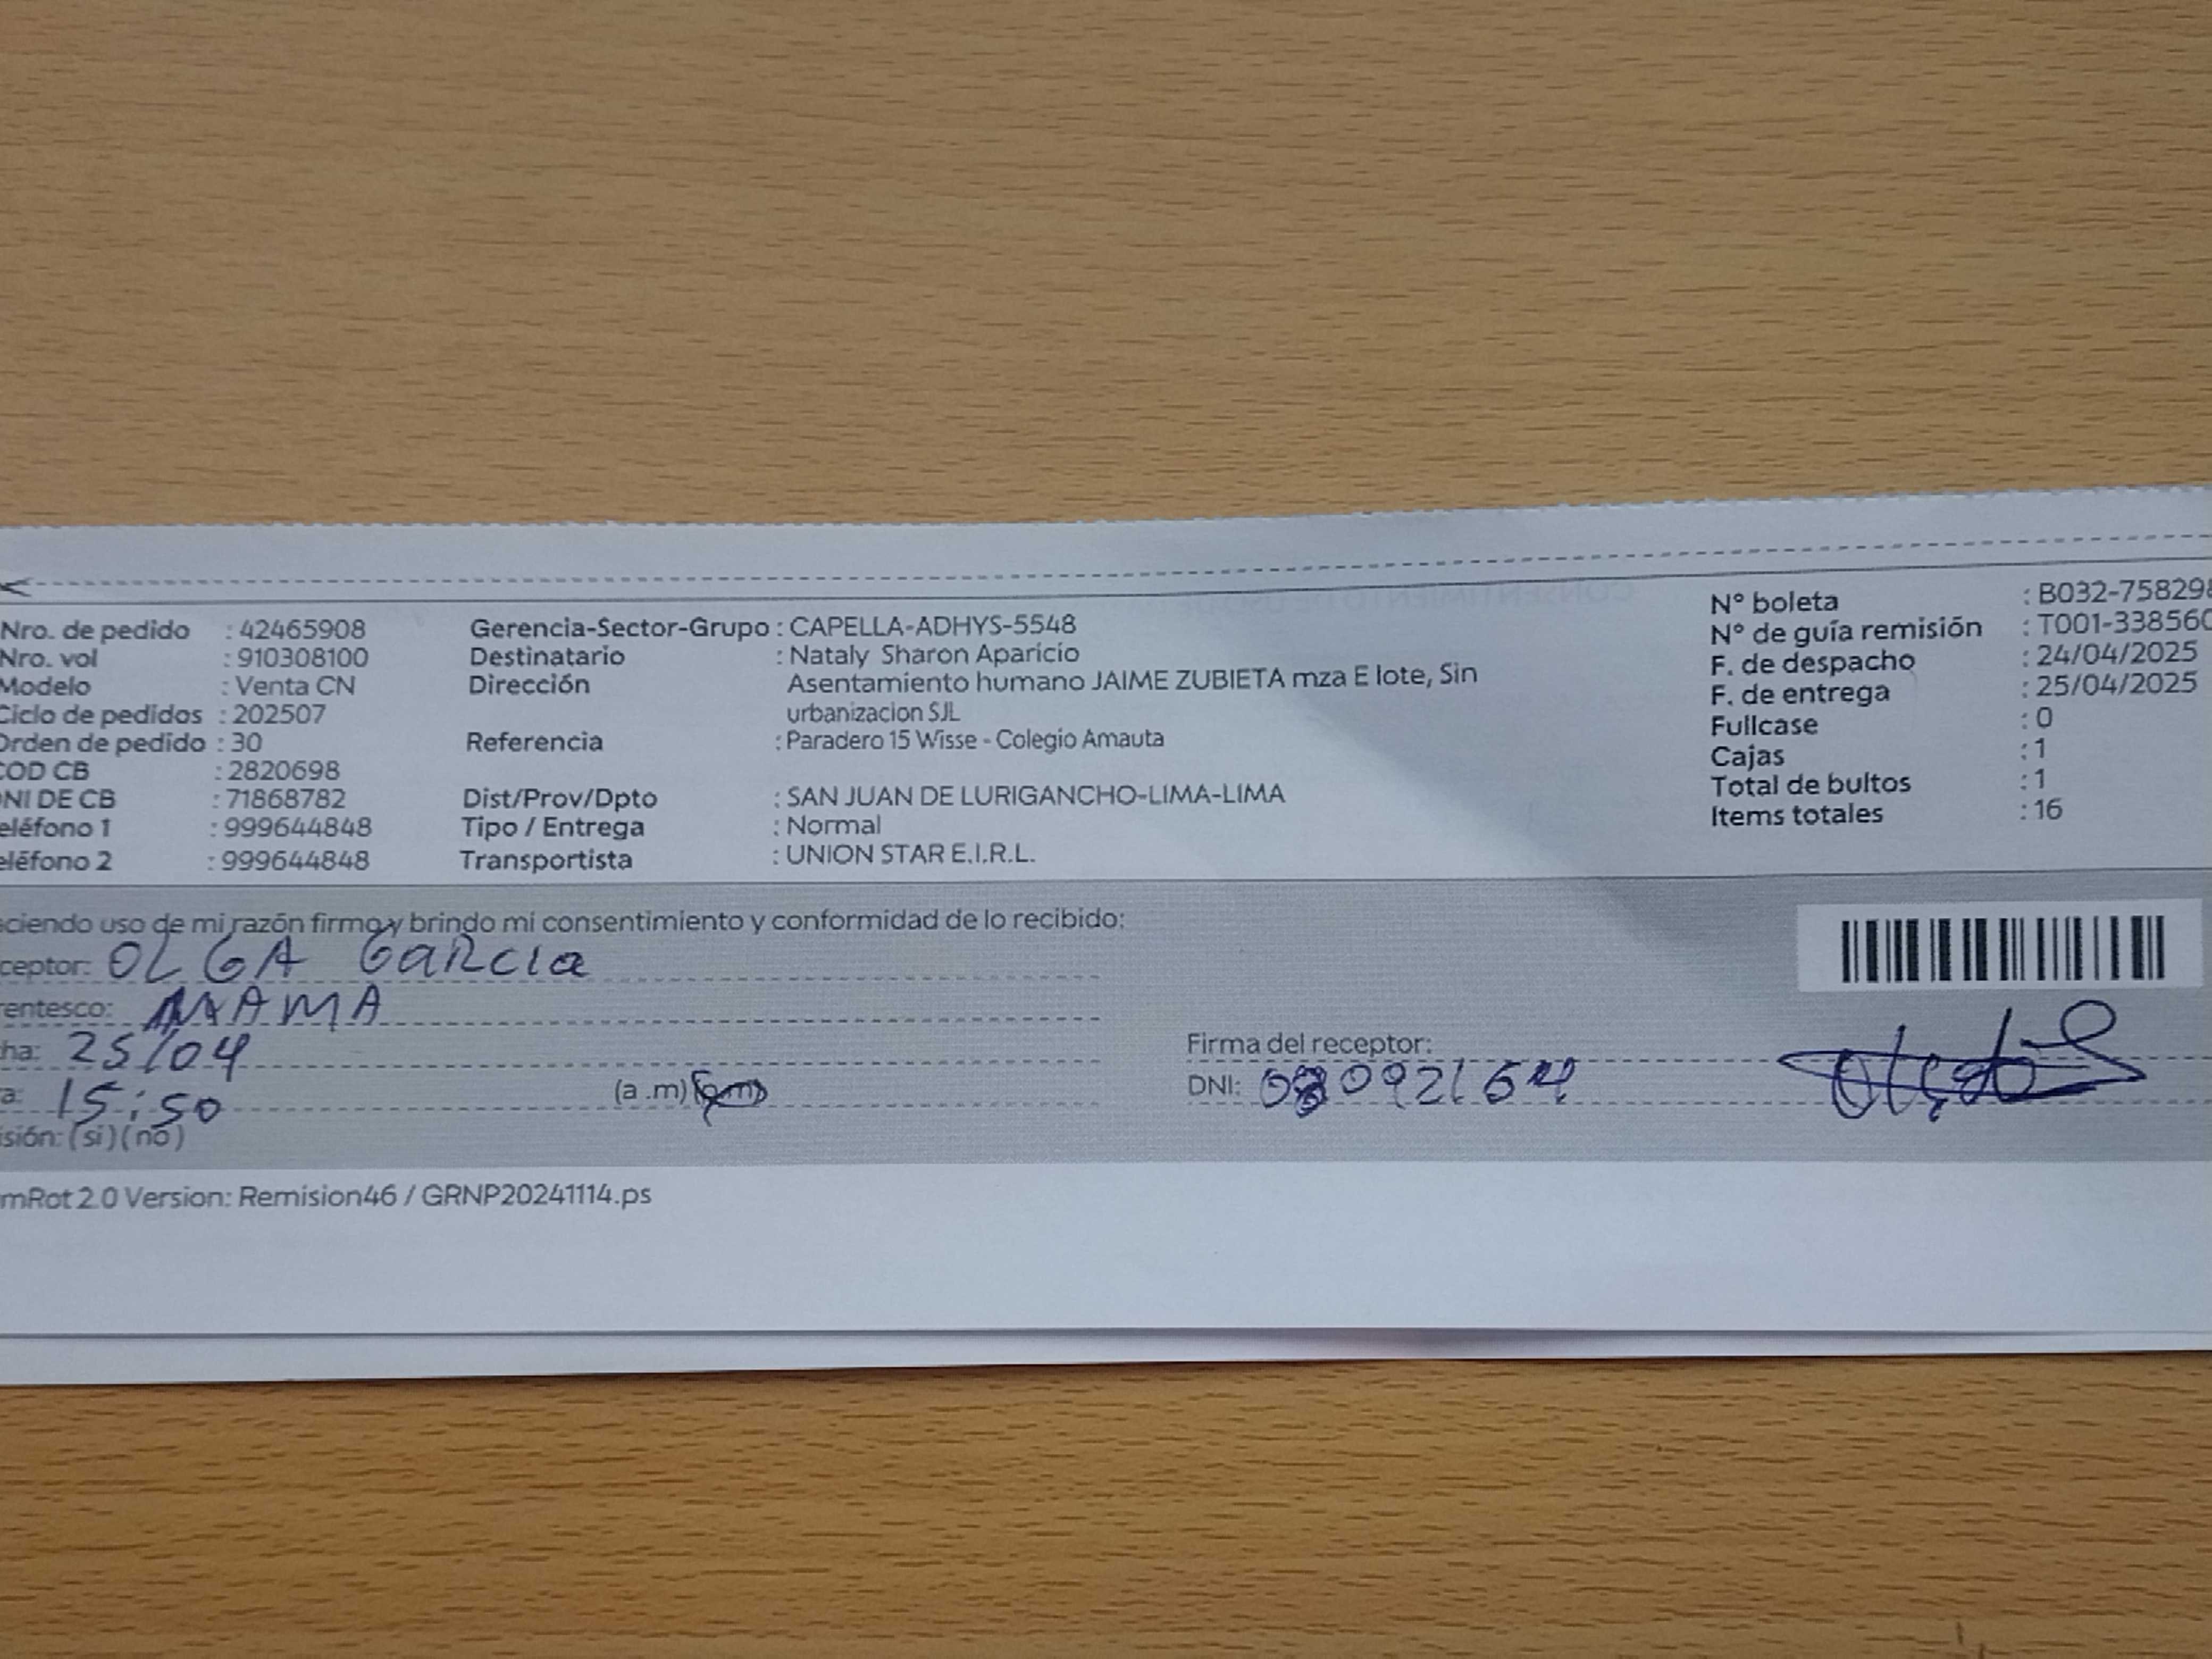 Nro. de pedido : 42465908
Nro. vol : 910308100
Modelo : Venta CN
Ciclo de pedidos : 202507
Orden de pedido : 30
COD CB : 2820698
NI DE CB : 71868782
eléfono 1 : 999644848
eléfono 2 : 999644848
Gerencia-Sector-Grupo : CAPELLA-ADHYS-5548
Destinatario : Nataly Sharon Aparicio
Dirección Asentamiento humano JAIME ZUBIETA mza E lote, Sin
urbanizacion SJL
Referencia : Paradero 15 Wisse - Colegio Amauta
Dist/Prov/Dpto : SAN JUAN DE LURIGANCHO-LIMA-LIMA
Tipo / Entrega : Normal
Transportista : UNION STAR E.I.R.L.
N° boleta : B032-758298
N° de guía remisión : T001-338560
F. de despacho : 24/04/2025
F. de entrega : 25/04/2025
Fullcase : 0
Cajas : 1
Total de bultos : 1
Items totales : 16
ciendo uso de mi razón firmo y brindo mi consentimiento y conformidad de lo recibido:
ceptor: OLGA GARCIA
rentesco: MAMA
ha: 25/04
a: 15:50 (a .m) (p.m)
isión: (si) (no)
Firma del receptor:
DNI:
mRot 2.0 Version: Remision46 / GRNP20241114.ps